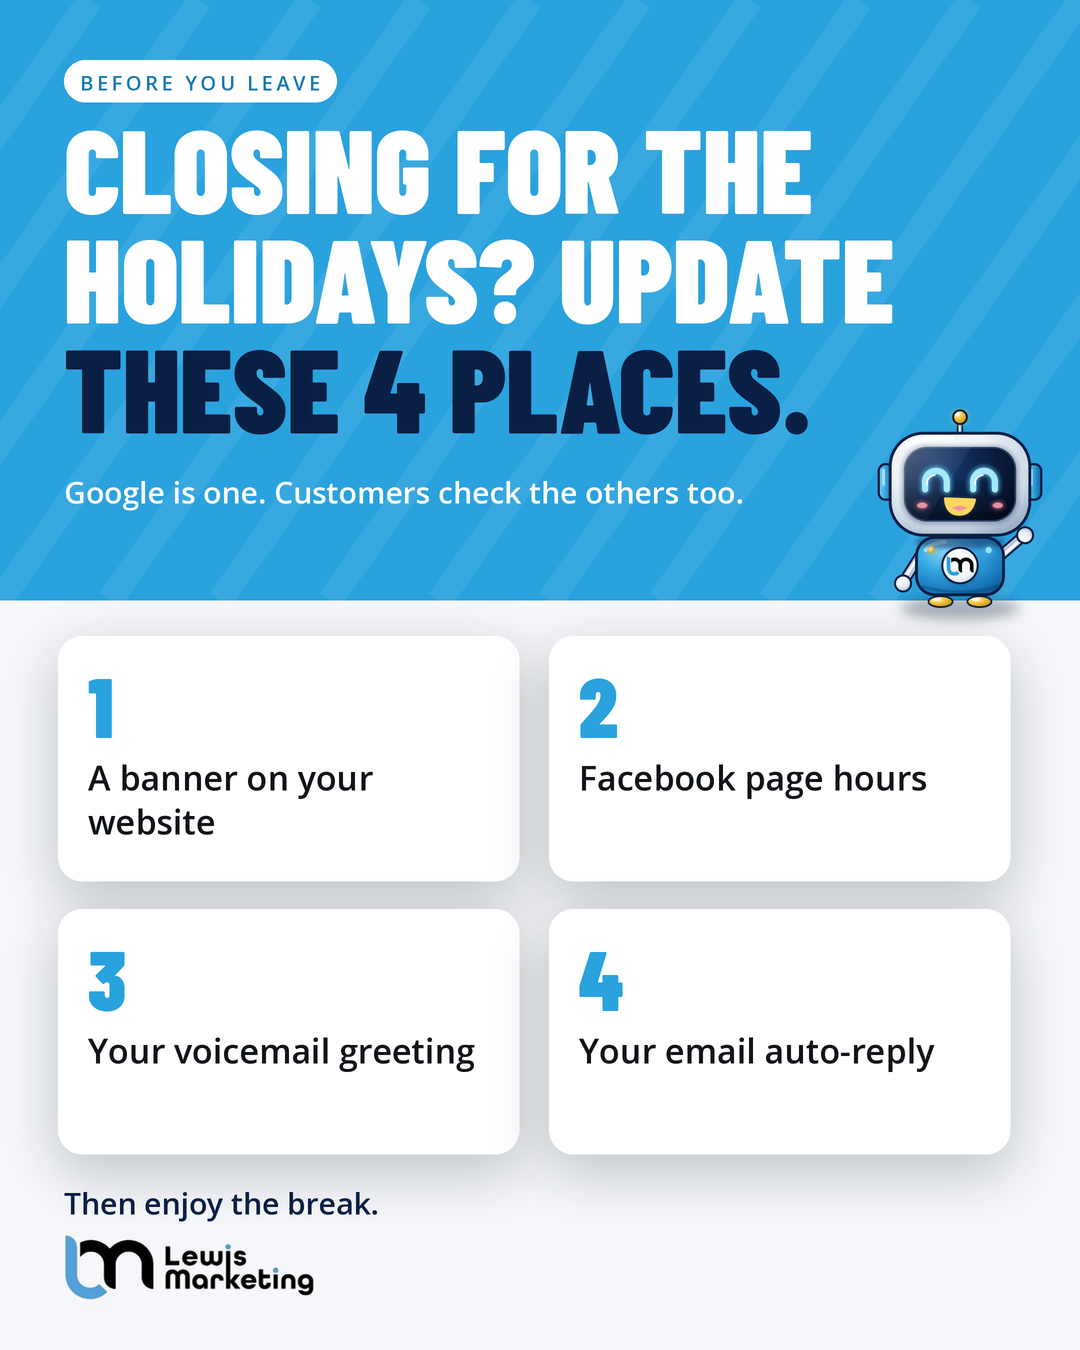 BEFORE YOU LEAVE
CLOSING FOR THE
HOLIDAYS? UPDATE
THESE 4 PLACES.
Google is one. Customers check the others too.
lm
1
A banner on your
website
2
Facebook page hours
3
Your voicemail greeting
4
Your email auto-reply
Then enjoy the break.
lm Lewis
Marketing